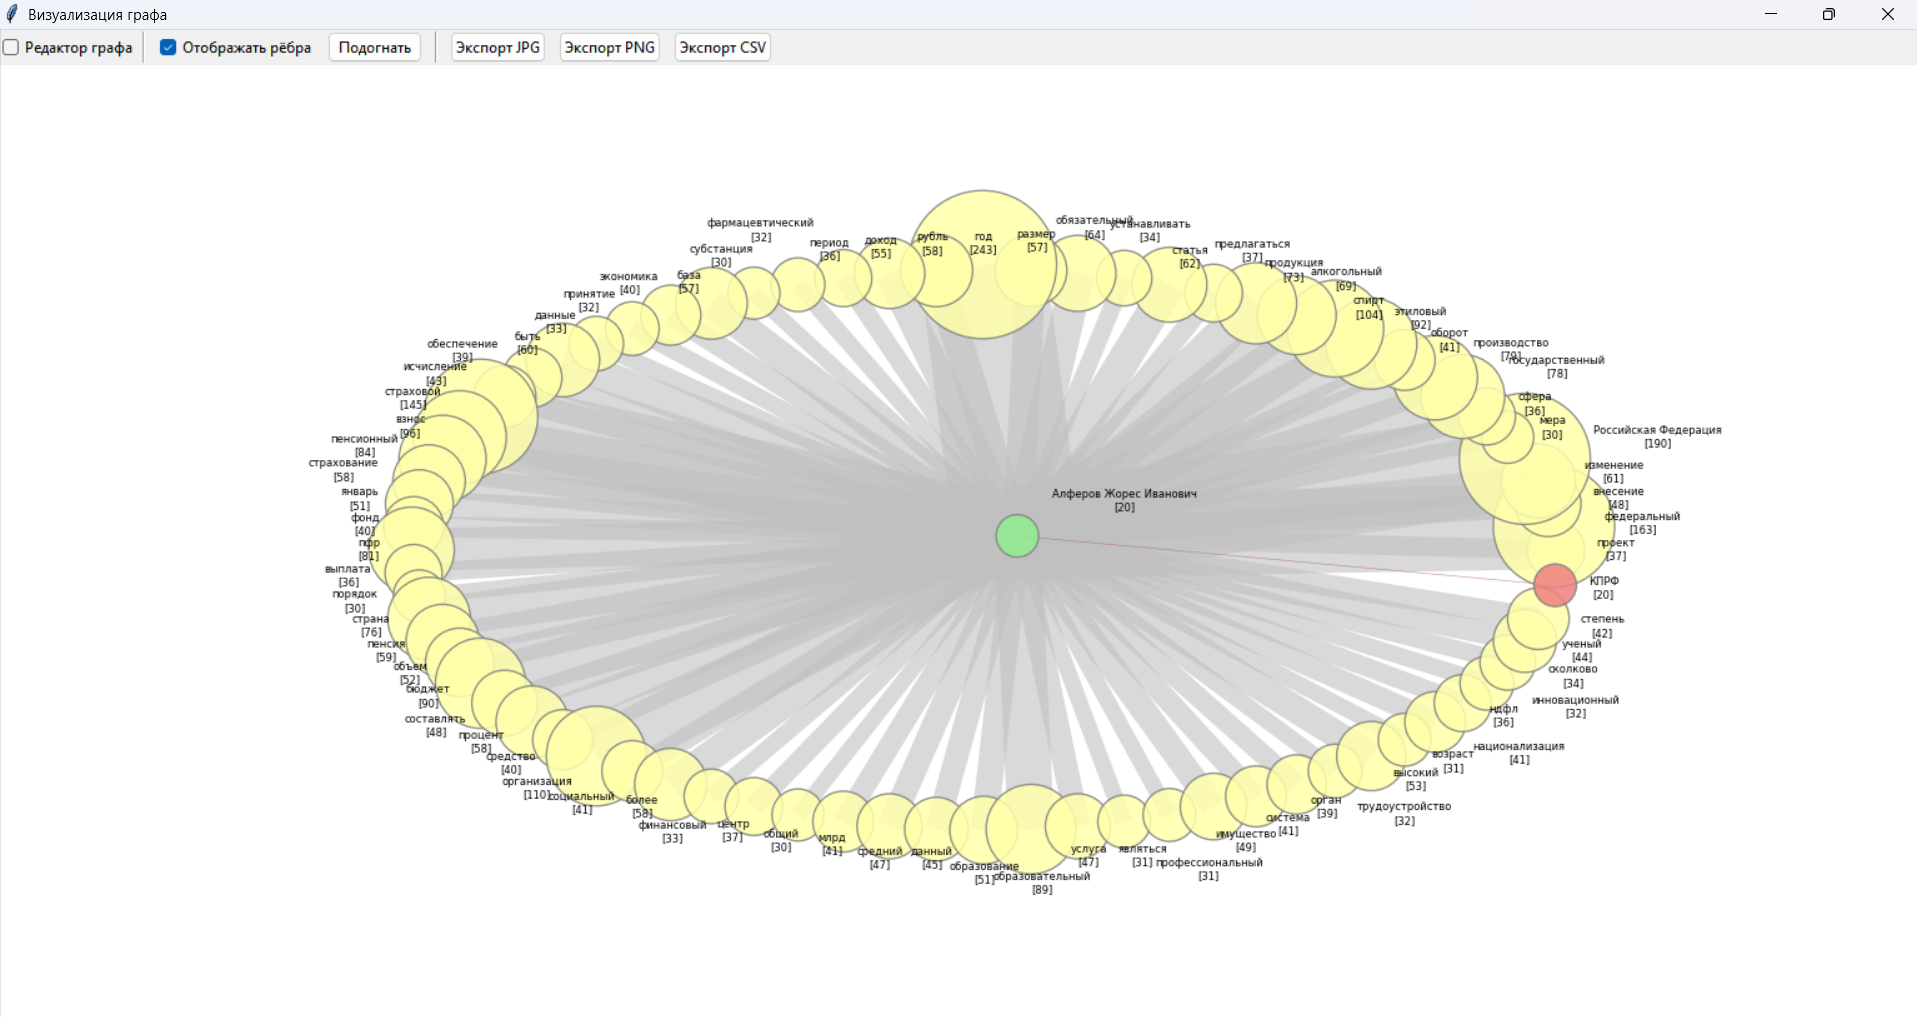 Визуализация графа
Редактор графа
Отображать рёбра
Подогнать
Экспорт JPG
Экспорт PNG
Экспорт CSV
фармацевтический
[32]
субстанция
[30]
экономика
[40]
принятие
[32]
данные
[33]
база
[57]
период
[36]
доход
[55]
рубль
[58]
год
[243]
размер
[57]
обязательный
[64]
устанавливать
[34]
статья
[62]
предлагаться
[37]
продукция
[73]
алкогольный
[69]
спирт
[104]
этиловый
[92]
оборот
[41]
производство
[79]
государственный
[78]
сфера
[36]
мера
[30]
Российская Федерация
[190]
изменение
[61]
внесение
[48]
федеральный
[163]
проект
[37]
КПРФ
[20]
степень
[42]
ученый
[44]
сколково
[34]
инновационный
[32]
ндфл
[36]
национализация
[41]
возраст
[31]
высокий
[53]
трудоустройство
[32]
орган
[39]
система
[41]
имущество
[49]
профессиональный
[31]
являться
[31]
услуга
[47]
образовательный
[89]
образование
[51]
данный
[45]
средний
[47]
млрд
[41]
общий
[30]
центр
[37]
финансовый
[33]
более
[58]
социальный
[41]
организация
[110]
средство
[40]
процент
[58]
составлять
[48]
бюджет
[90]
объем
[52]
пенсия
[59]
страна
[76]
порядок
[30]
выплата
[36]
пфр
[81]
фонд
[40]
январь
[51]
страхование
[58]
пенсионный
[84]
взнос
[96]
страховой
[145]
исчисление
[43]
обеспечение
[39]
быть
[60]
Алферов Жорес Иванович
[20]